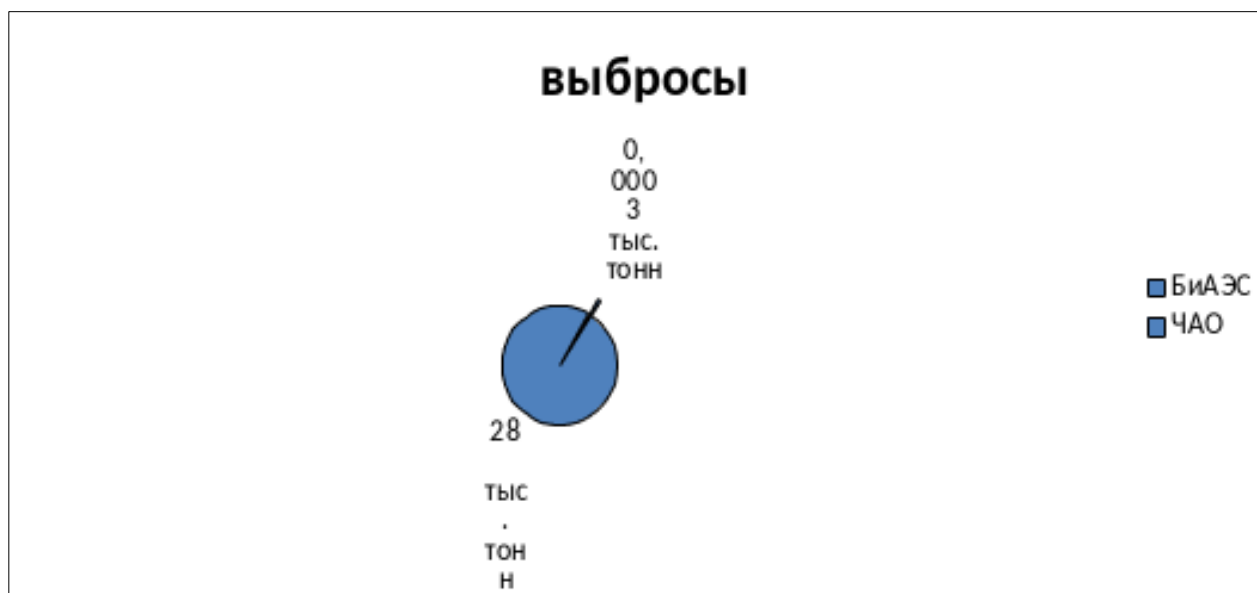 выбросы
0,
000
3
тыс.
тонн
БиАЭС
ЧАО
28
тыс
.
тон
н